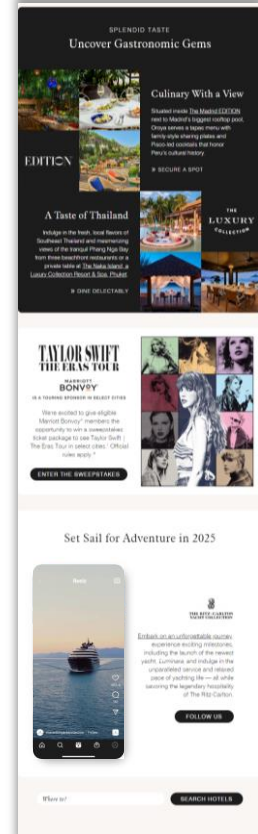 SPLENDID TASTE
Uncover Gastronomic Gems
Culinary With a View
Situated inside The Madrid EDITION
next to Madrid's biggest rooftop pool,
Oroya serves a tapas menu with
family-style sharing plates and
Pisco-led cocktails that honor
Peru's cultural history.
» SECURE A SPOT
EDITION
A Taste of Thailand
Indulge in the fresh, local flavors of
Southeast Thailand and mesmerizing
views of the tranquil Phang Nga Bay
from three beachfront restaurants or a
private table at The Naka Island, a
Luxury Collection Resort & Spa, Phuket.
» DINE DELECTABLY
THE
LUXURY
COLLECTION
TAYLOR SWIFT
THE ERAS TOUR
MARRIOTT
BONVOY®
IS A TOURING SPONSOR IN SELECT CITIES
We're excited to give eligible
Marriott Bonvoy® members the
opportunity to win a sweepstakes
ticket package to see Taylor Swift |
The Eras Tour in select cities.* Official
rules apply.*
ENTER THE SWEEPSTAKES
Set Sail for Adventure in 2025
Reels
THE RITZ-CARLTON
YACHT COLLECTION
Embark on an unforgettable journey,
experience exciting milestones,
including the launch of the newest
yacht, Luminara, and indulge in the
unparalleled service and relaxed
pace of yachting life — all while
savoring the legendary hospitality
of The Ritz-Carlton.
FOLLOW US
Where to?
SEARCH HOTELS